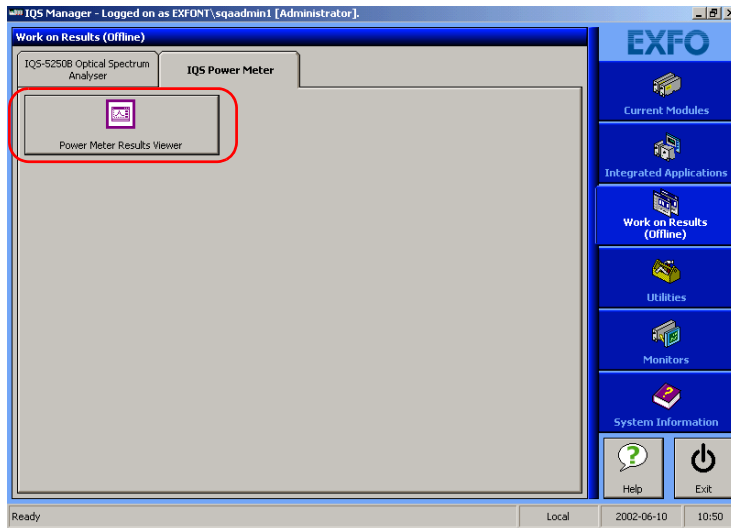 IQS Manager - Logged on as EXFONT\sqaadmin1 [Administrator].
Work on Results (Offline)
IQS-5250B Optical Spectrum
Analyser
IQS Power Meter
Power Meter Results Viewer
EXFO
Current Modules
Integrated Applications
Work on Results
(Offline)
Utilities
Monitors
System Information
Help
Exit
Ready
Local
2002-06-10
10:50